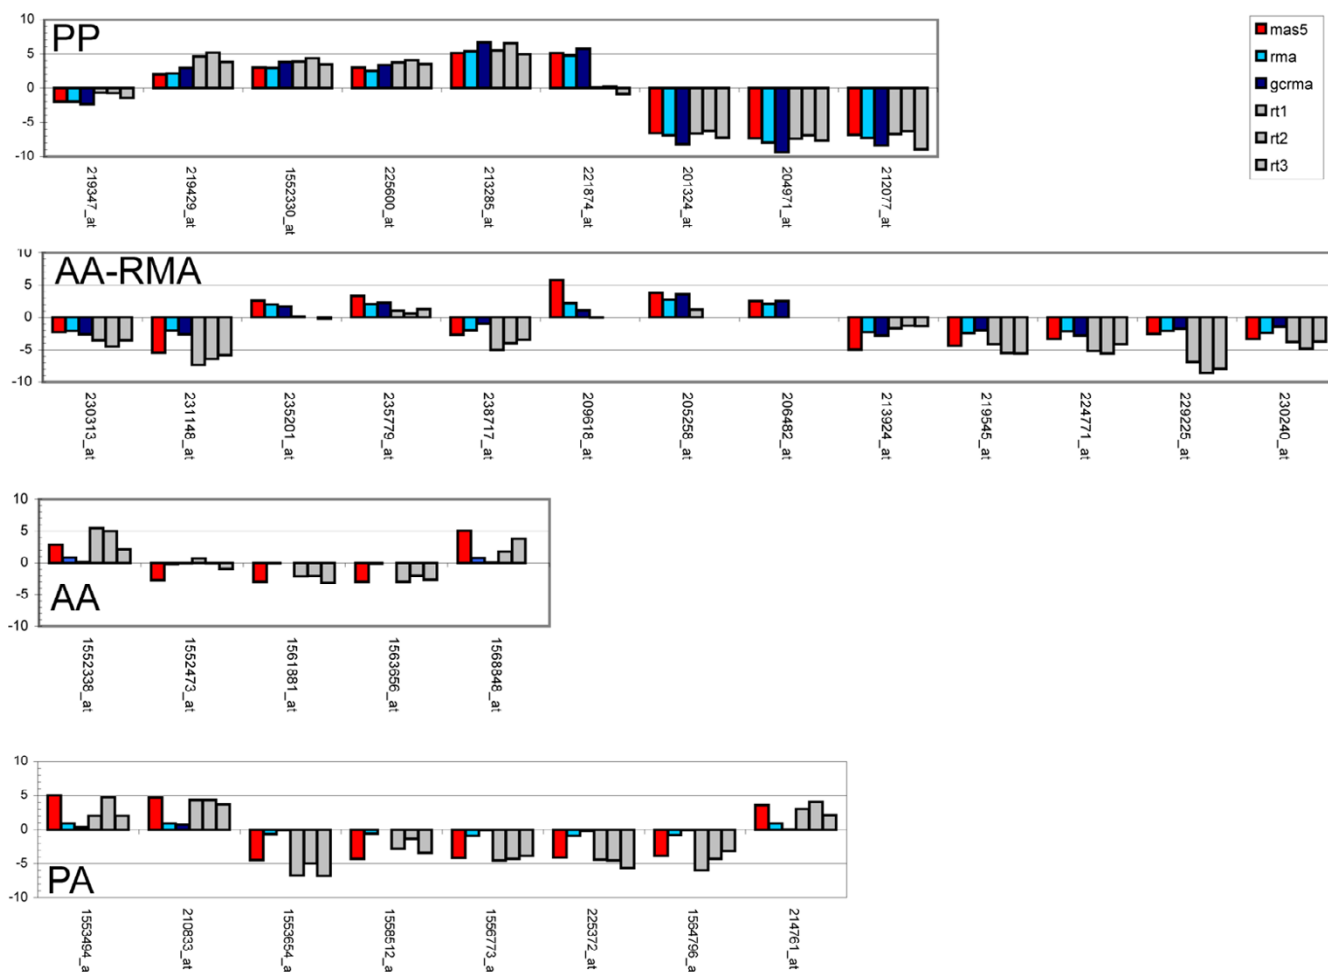 PP
10
5
0
-5
-10
219347_at
219429_at
1552330_at
225600_at
213285_at
221874_at
201324_at
204971_at
212077_at
mas5
rma
gcrma
rt1
rt2
rt3
AA-RMA
10
5
0
-5
-10
230313_at
231148_at
235201_at
235779_at
238717_at
209618_at
205258_at
206482_at
213924_at
219545_at
224771_at
229225_at
230240_at
AA
10
5
0
-5
-10
1552338_at
1552473_at
1561881_at
1563656_at
1568848_at
PA
10
5
0
-5
-10
1553494_a
210833_at
1553654_a
1558512_a
1556773_a
225372_at
1564796_a
214761_at